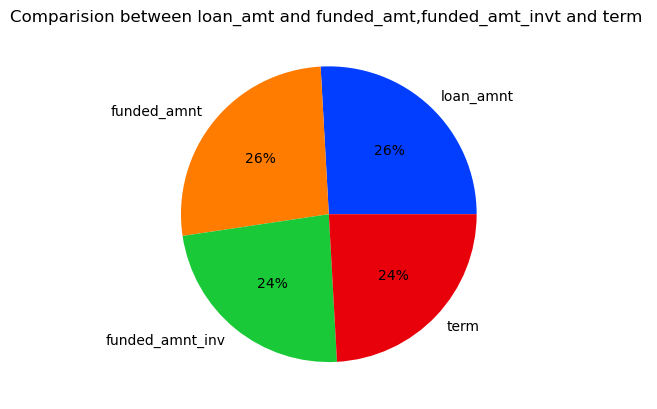 Comparision between loan_amt and funded_amt,funded_amt_invt and term
loan_amnt
funded_amnt
26%
26%
24%
24%
term
funded_amnt_inv